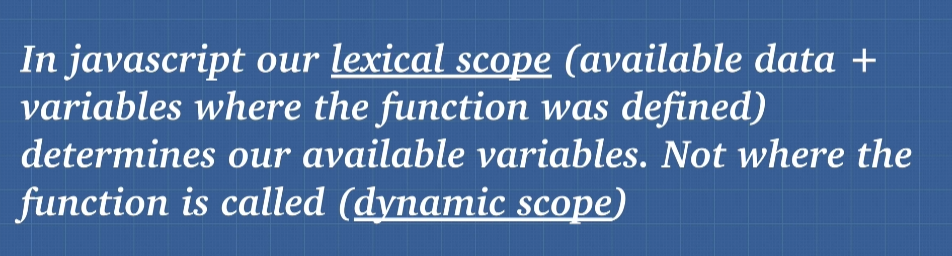 In javascript our lexical scope (available data +
variables where the function was defined)
determines our available variables. Not where the
function is called (dynamic scope)